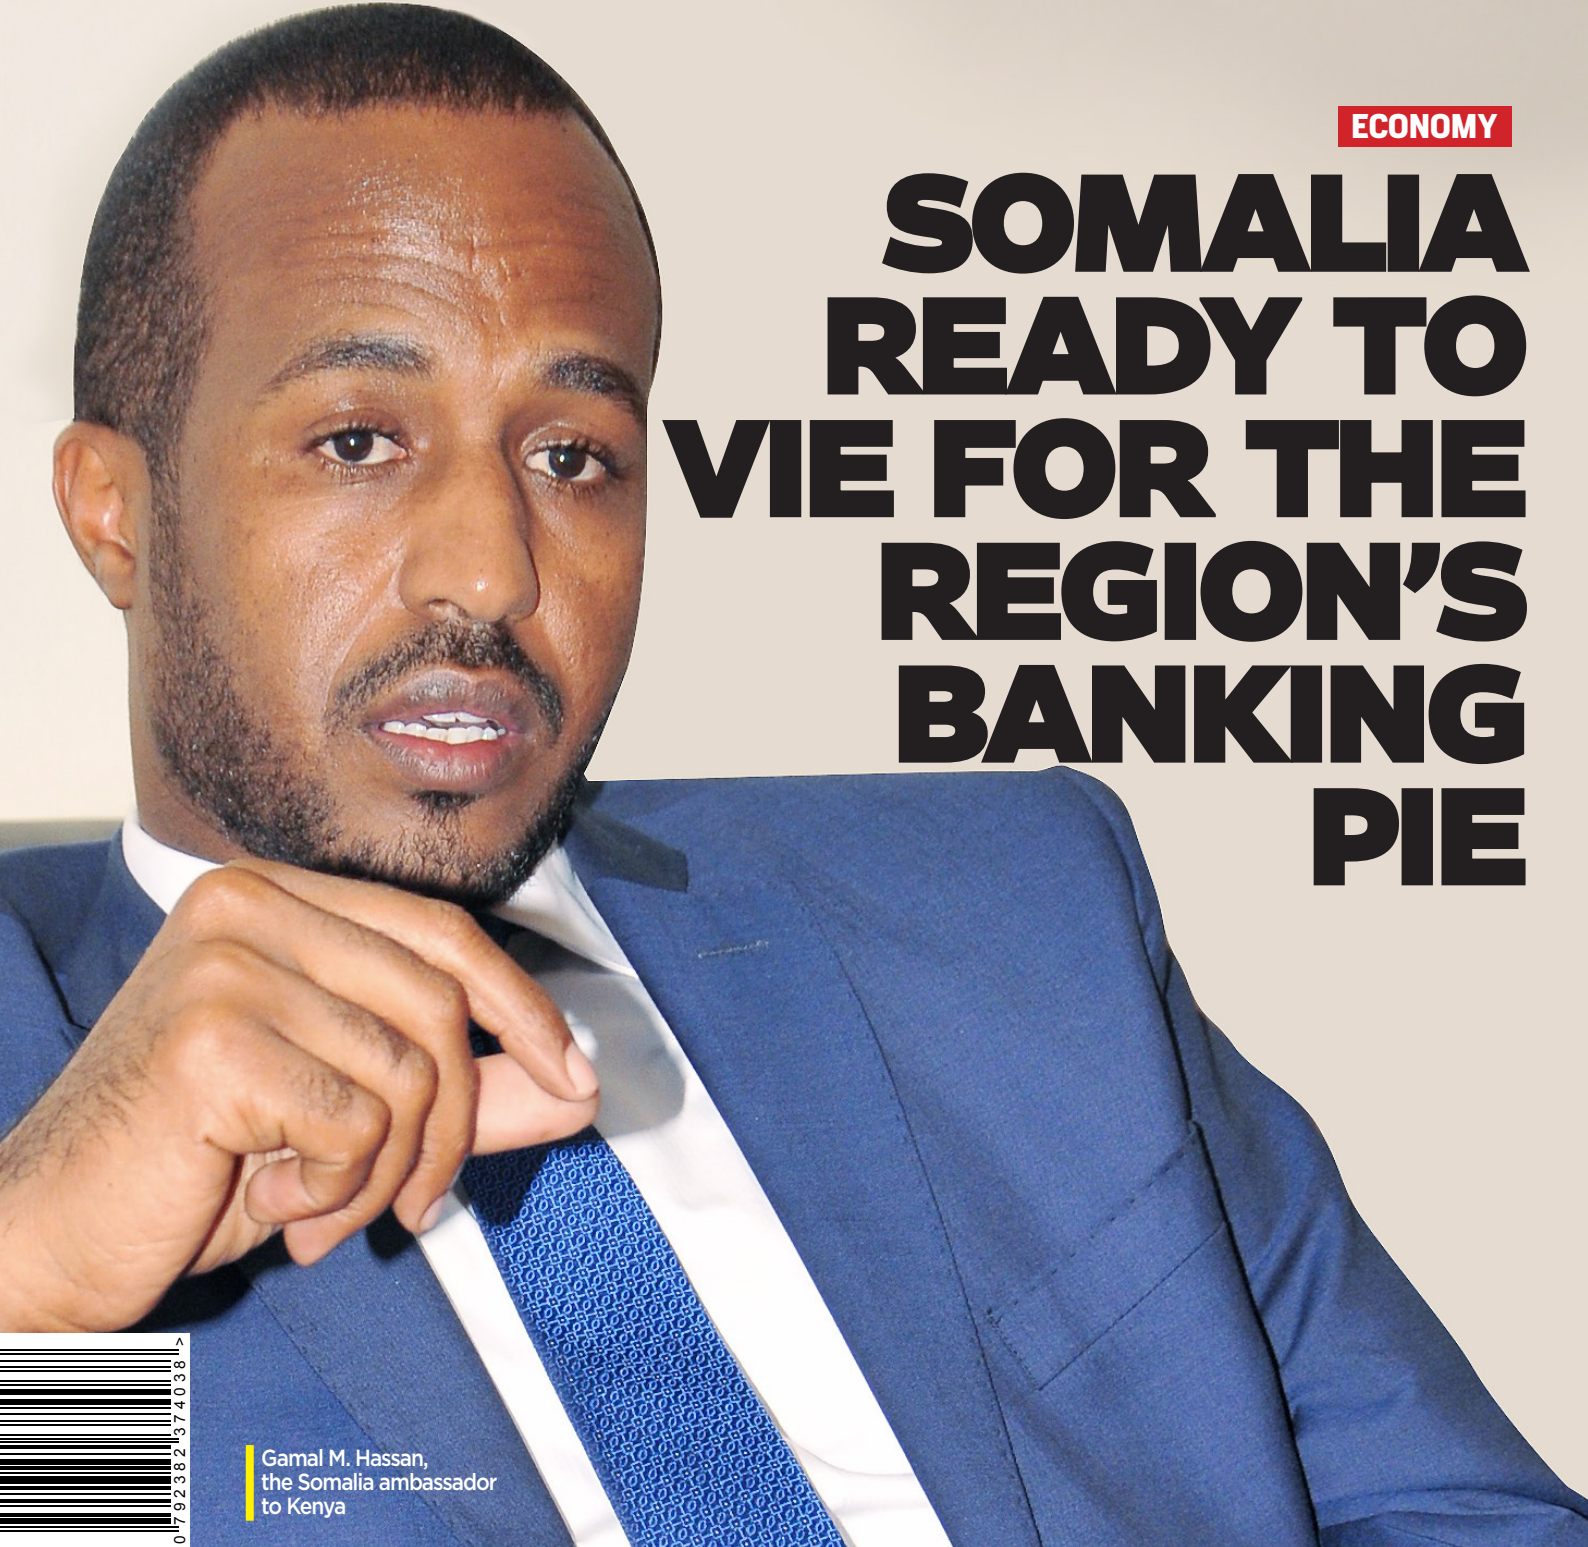 ECONOMY
SOMALIA
READY TO
VIE FOR THE
REGION’S
BANKING
PIE
Gamal M. Hassan,
the Somalia ambassador
to Kenya
0 792382 374038 >